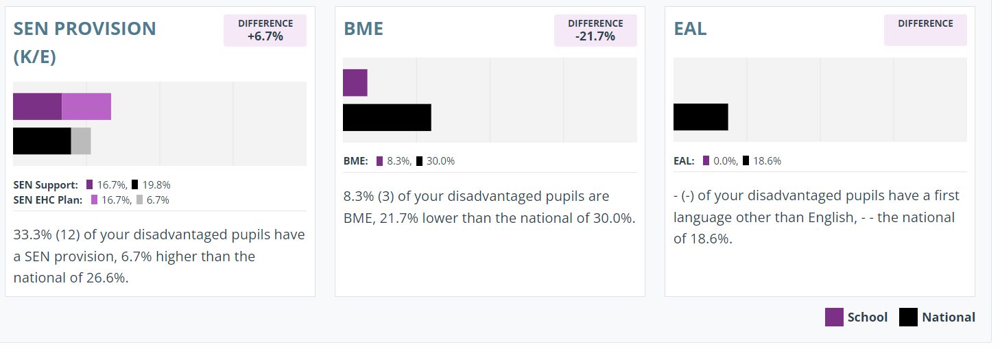 SEN PROVISION
(K/E)
DIFFERENCE
+6.7%
SEN Support: 16.7%, 19.8%
SEN EHC Plan: 16.7%, 6.7%
33.3% (12) of your disadvantaged pupils have
a SEN provision, 6.7% higher than the
national of 26.6%.
BME
DIFFERENCE
-21.7%
BME: 8.3%, 30.0%
8.3% (3) of your disadvantaged pupils are
BME, 21.7% lower than the national of 30.0%.
EAL
DIFFERENCE
EAL: 0.0%, 18.6%
- (-) of your disadvantaged pupils have a first
language other than English, - - the national
of 18.6%.
School National